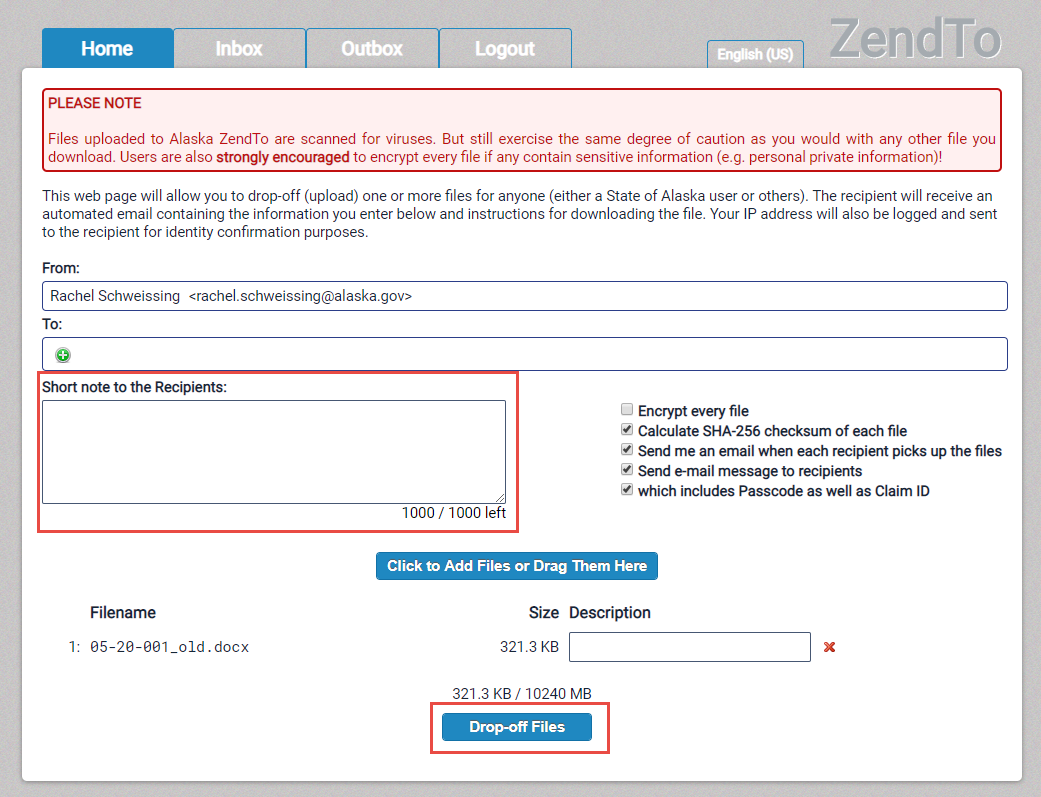 Home
Inbox
Outbox
Logout
English (US)
ZendTo
PLEASE NOTE
Files uploaded to Alaska ZendTo are scanned for viruses. But still exercise the same degree of caution as you would with any other file you
download. Users are also strongly encouraged to encrypt every file if any contain sensitive information (e.g. personal private information)!
This web page will allow you to drop-off (upload) one or more files for anyone (either a State of Alaska user or others). The recipient will receive an
automated email containing the information you enter below and instructions for downloading the file. Your IP address will also be logged and sent
to the recipient for identity confirmation purposes.
From:
Rachel Schweissing <rachel.schweissing@alaska.gov>
To:
Short note to the Recipients:
1000 / 1000 left
Encrypt every file
Calculate SHA-256 checksum of each file
Send me an email when each recipient picks up the files
Send e-mail message to recipients
which includes Passcode as well as Claim ID
Click to Add Files or Drag Them Here
Filename Size Description
1: 05-20-001_old.docx 321.3 KB
321.3 KB / 10240 MB
Drop-off Files